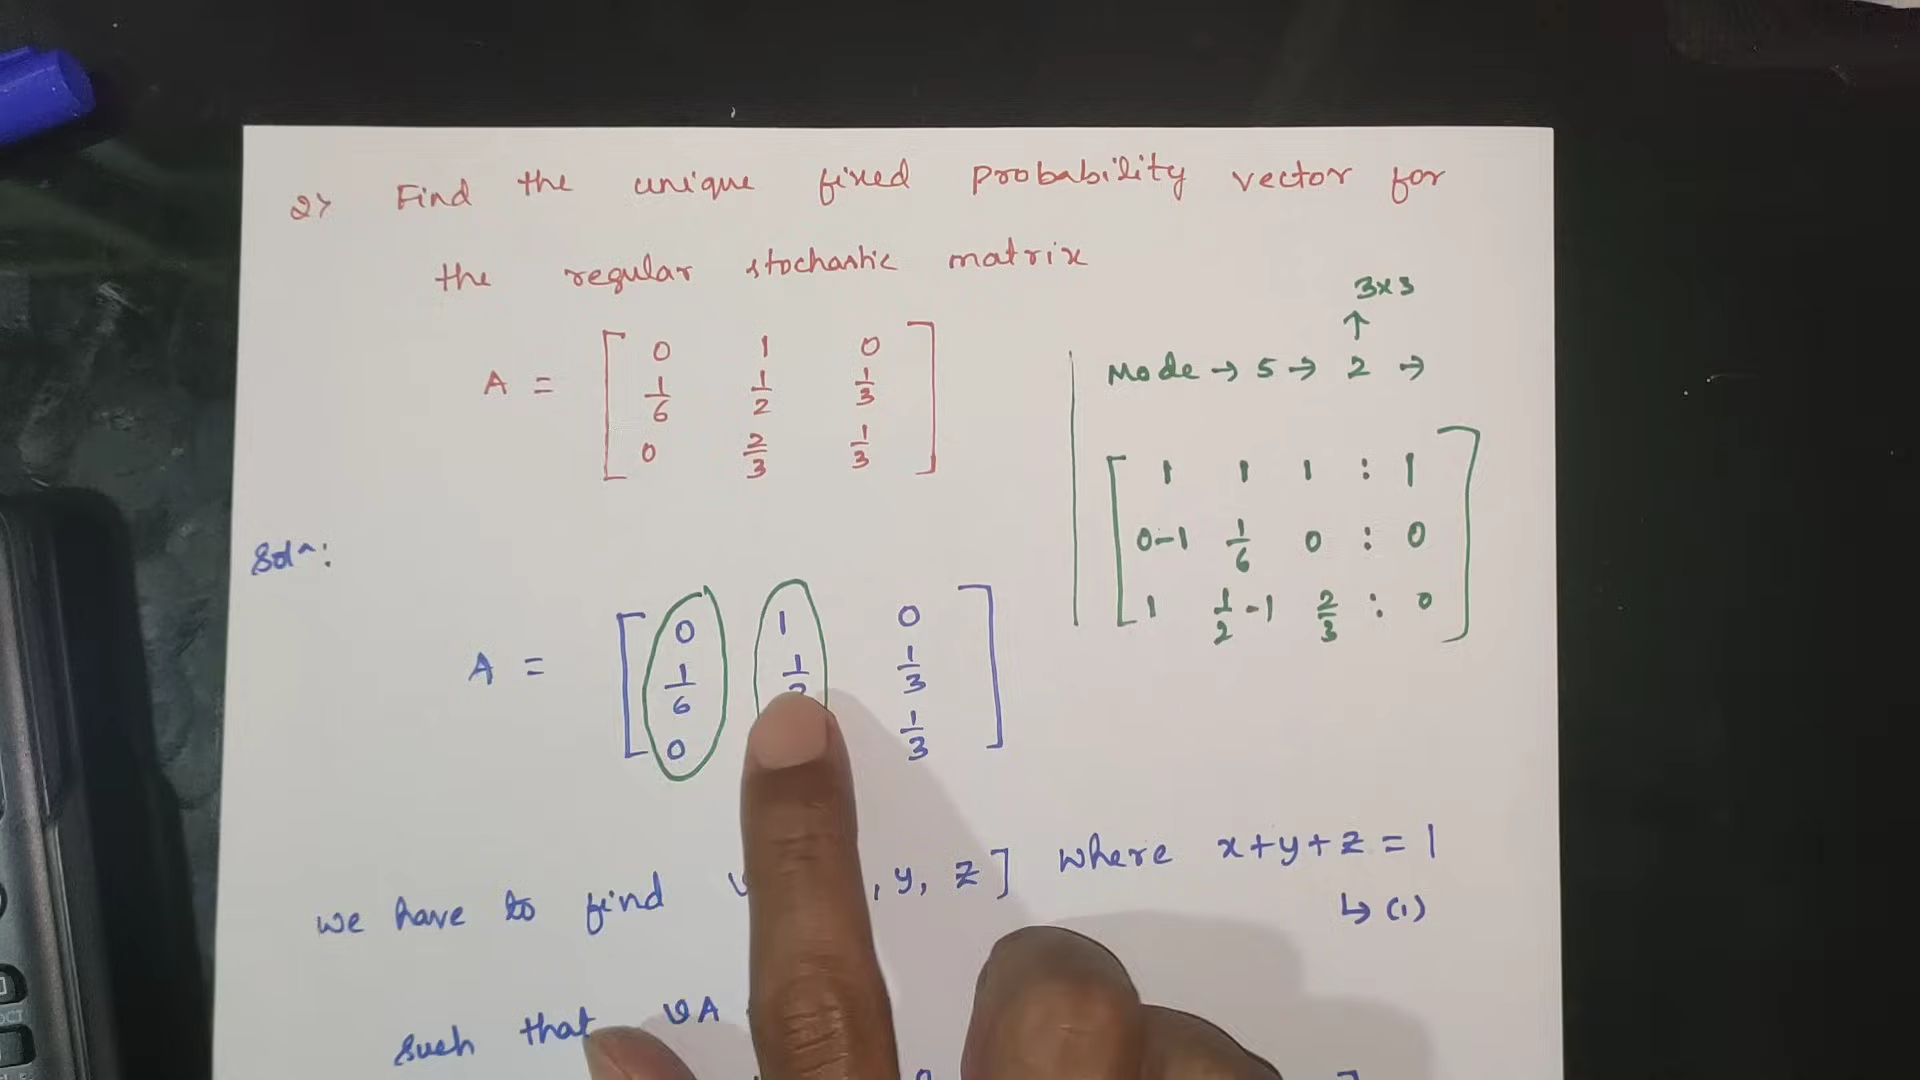 2> Find the unique fixed probability vector for
the regular stochastic matrix
A = [ 0 1 0
1/6 1/2 1/3
0 2/3 1/3 ]
3x3
↑
Mode → 5 → 2 →
[ 1 1 1 : 1
0-1 1/6 0 : 0
1 1/2-1 2/3 : 0 ]
Solⁿ:
A = [ 0 1 0
1/6 1/2 1/3
0 1/3 ]
we have to find , y, z ] where x+y+z = 1
↳ (1)
such that vA